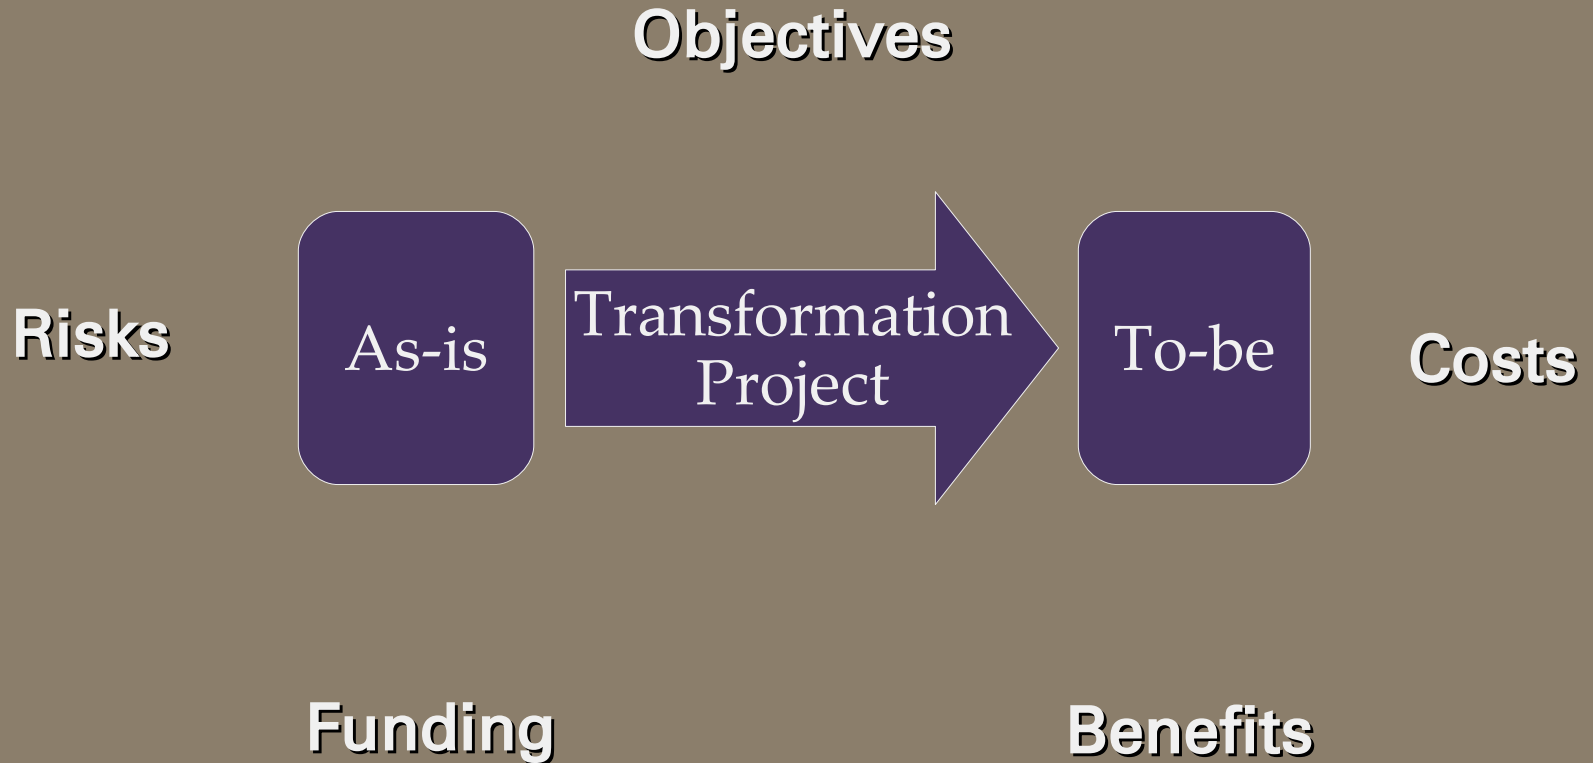 Objectives
Risks
As-is
Transformation
Project
To-be
Costs
Funding
Benefits